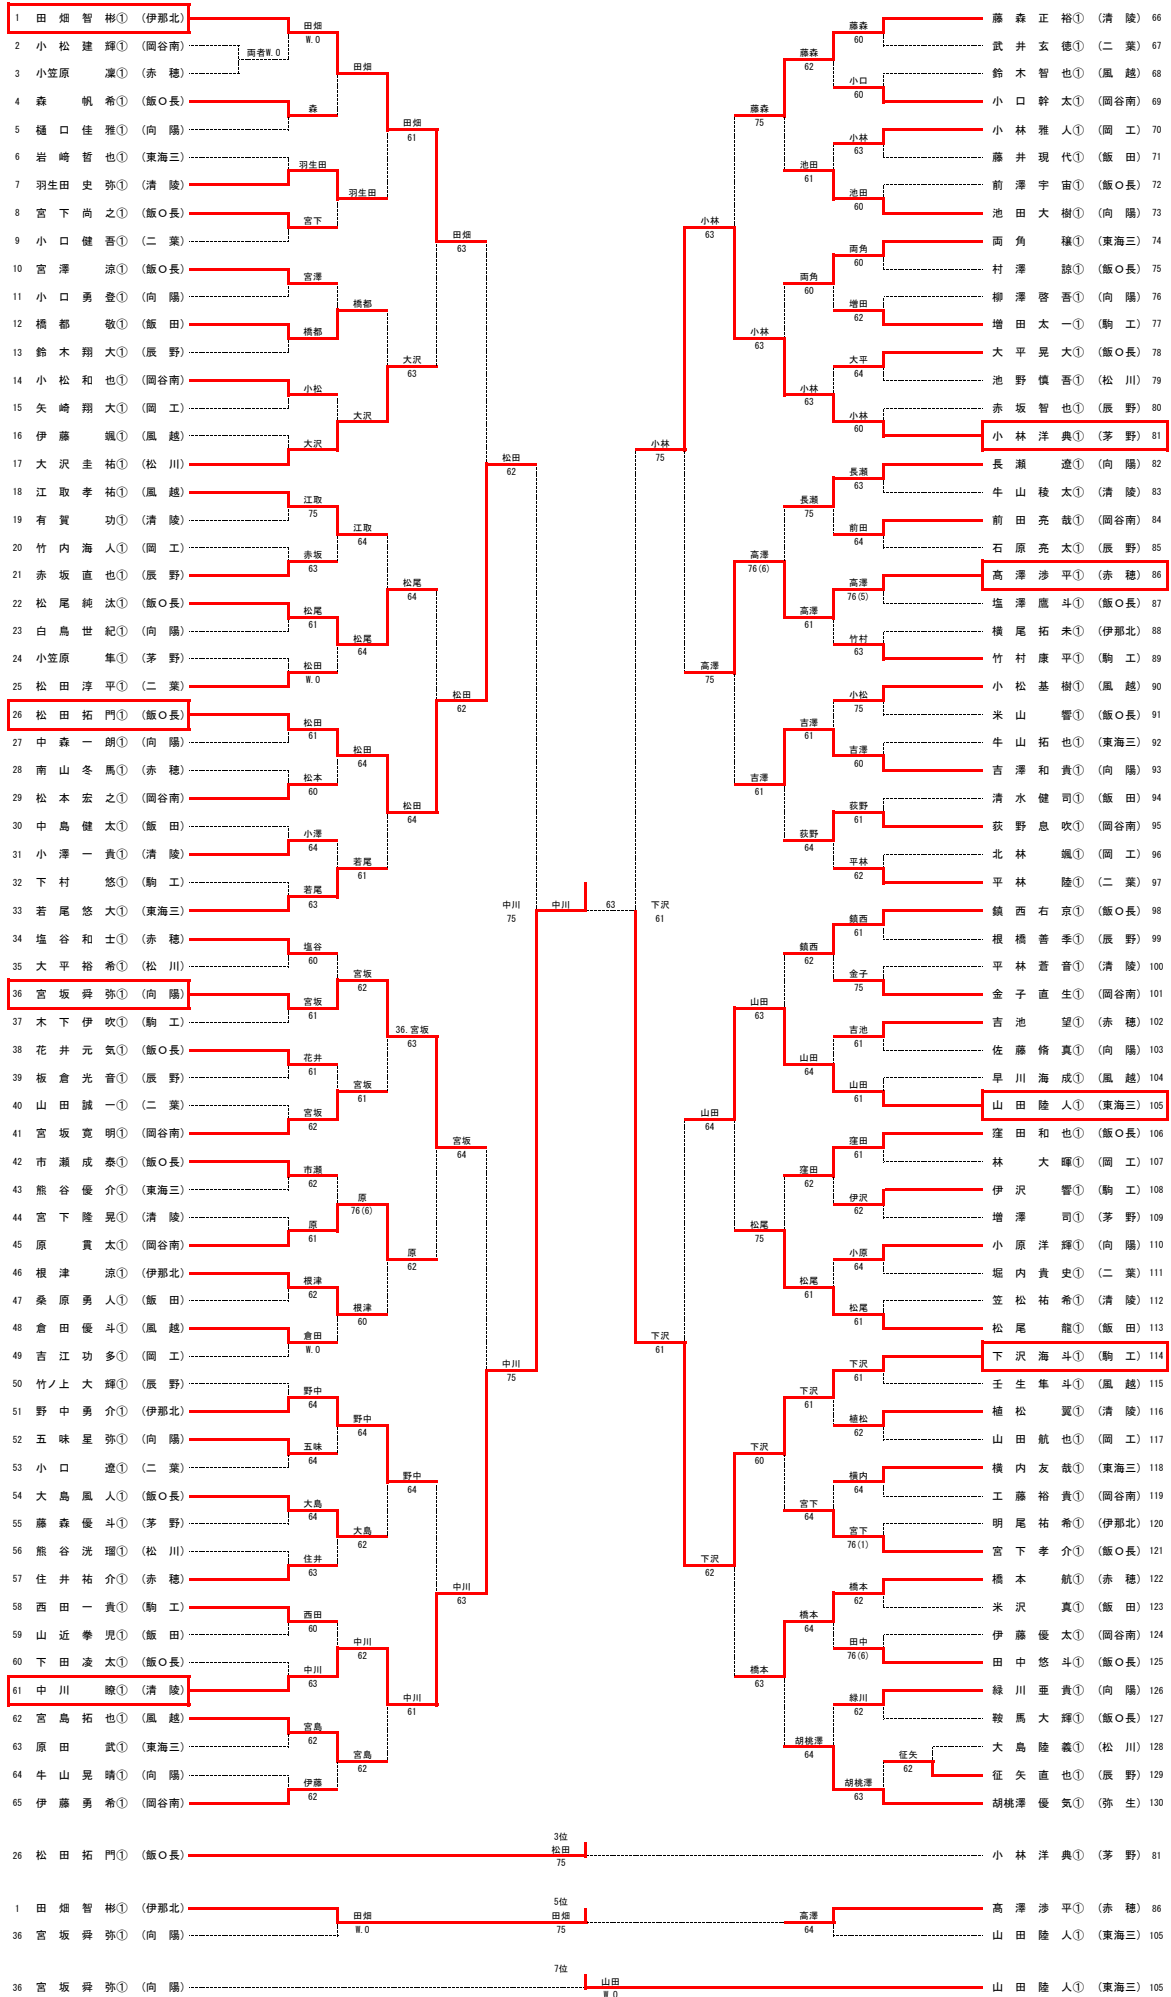 1 田 畑 智 彬① (伊那北)
2 小 松 建 輝① (岡谷南)
3 小笠原 凜① (赤 穂)
4 森 帆 希① (飯O長)
5 樋 口 佳 雅① (向 陽)
6 岩 﨑 哲 也① (東海三)
7 羽生田 史 弥① (清 陵)
8 宮 下 尚 之① (飯O長)
9 小 口 健 吾① (二 葉)
10 宮 澤 涼① (飯O長)
11 小 口 勇 登① (向 陽)
12 橋 都 敬① (飯 田)
13 鈴 木 翔 大① (辰 野)
14 小 松 和 也① (岡谷南)
15 矢 崎 翔 大① (岡 工)
16 伊 藤 颯① (風 越)
17 大 沢 圭 祐① (松 川)
18 江 取 孝 祐① (風 越)
19 有 賀 功① (清 陵)
20 竹 内 海 人① (岡 工)
21 赤 坂 直 也① (辰 野)
22 松 尾 純 汰① (飯O長)
23 白 鳥 世 紀① (向 陽)
24 小笠原 隼① (茅 野)
25 松 田 淳 平① (二 葉)
26 松 田 拓 門① (飯O長)
27 中 森 一 朗① (向 陽)
28 南 山 冬 馬① (赤 穂)
29 松 本 宏 之① (岡谷南)
30 中 島 健 太① (飯 田)
31 小 澤 一 貴① (清 陵)
32 下 村 悠① (駒 工)
33 若 尾 悠 大① (東海三)
34 塩 谷 和 士① (赤 穂)
35 大 平 裕 希① (松 川)
36 宮 坂 舜 弥① (向 陽)
37 木 下 伊 吹① (駒 工)
38 花 井 元 気① (飯O長)
39 板 倉 光 音① (辰 野)
40 山 田 誠 一① (二 葉)
41 宮 坂 寛 明① (岡谷南)
42 市 瀬 成 泰① (飯O長)
43 熊 谷 優 介① (東海三)
44 宮 下 隆 晃① (清 陵)
45 原 貫 太① (岡谷南)
46 根 津 涼① (伊那北)
47 桑 原 勇 人① (飯 田)
48 倉 田 優 斗① (風 越)
49 吉 江 功 多① (岡 工)
50 竹ノ上 大 輝① (辰 野)
51 野 中 勇 介① (伊那北)
52 五 味 星 弥① (向 陽)
53 小 口 遼① (二 葉)
54 大 島 風 人① (飯O長)
55 藤 森 優 斗① (茅 野)
56 熊 谷 洸 瑠① (松 川)
57 住 井 祐 介① (赤 穂)
58 西 田 一 貴① (駒 工)
59 山 近 拳 児① (飯 田)
60 下 田 凌 太① (飯O長)
61 中 川 瞭① (清 陵)
62 宮 島 拓 也① (風 越)
63 原 田 武① (東海三)
64 牛 山 晃 晴① (向 陽)
65 伊 藤 勇 希① (岡谷南)
田畑
W.0
両者W.0
森
羽生田
宮下
宮澤
橋都
小松
大沢
江取
75
赤坂
63
松尾
61
松田
W.0
松田
61
松本
60
小澤
64
若尾
63
塩谷
60
宮坂
61
花井
61
宮坂
62
市瀬
62
原
61
根津
62
倉田
W.0
野中
64
五味
64
大島
64
住井
63
西田
60
中川
63
宮島
62
伊藤
62
田畑
羽生田
橋都
大沢
江取
64
松尾
64
松田
64
若尾
61
宮坂
62
宮坂
61
原
76(6)
根津
60
野中
64
大島
62
中川
62
宮島
62
田畑
61
大沢
63
松尾
64
松田
64
36.宮坂
63
原
62
野中
64
中川
61
田畑
63
松田
62
宮坂
64
中川
63
松田
62
中川
75
中川
75
中川
63
下沢
61
小林
75
下沢
61
小林
63
高澤
75
山田
64
下沢
62
藤森
75
小林
63
高澤
76(6)
吉澤
61
山田
63
松尾
75
下沢
60
橋本
63
藤森
62
池田
61
両角
60
小林
63
長瀬
75
高澤
61
吉澤
61
荻野
64
鎮西
62
山田
64
窪田
62
松尾
61
下沢
61
宮下
64
橋本
64
胡桃澤
64
藤森
60
小口
60
小林
63
池田
60
両角
60
増田
62
大平
64
小林
60
長瀬
63
前田
64
高澤
76(5)
竹村
63
小松
75
吉澤
60
荻野
61
平林
62
鎮西
61
金子
75
吉池
61
山田
61
窪田
61
伊沢
62
小原
64
松尾
61
下沢
61
植松
62
横内
64
宮下
76(1)
橋本
62
田中
76(6)
緑川
62
胡桃澤
63
征矢
62
藤 森 正 裕① (清 陵) 66
武 井 玄 徳① (二 葉) 67
鈴 木 智 也① (風 越) 68
小 口 幹 太① (岡谷南) 69
小 林 雅 人① (岡 工) 70
藤 井 現 代① (飯 田) 71
前 澤 宇 宙① (飯O長) 72
池 田 大 樹① (向 陽) 73
両 角 穣① (東海三) 74
村 澤 諒① (飯O長) 75
柳 澤 啓 吾① (向 陽) 76
増 田 太 一① (駒 工) 77
大 平 晃 大① (飯O長) 78
池 野 慎 吾① (松 川) 79
赤 坂 智 也① (辰 野) 80
小 林 洋 典① (茅 野) 81
長 瀬 遼① (向 陽) 82
牛 山 稜 太① (清 陵) 83
前 田 亮 哉① (岡谷南) 84
石 原 亮 太① (辰 野) 85
高 澤 渉 平① (赤 穂) 86
塩 澤 鷹 斗① (飯O長) 87
横 尾 拓 未① (伊那北) 88
竹 村 康 平① (駒 工) 89
小 松 基 樹① (風 越) 90
米 山 響① (飯O長) 91
牛 山 拓 也① (東海三) 92
吉 澤 和 貴① (向 陽) 93
清 水 健 司① (飯 田) 94
荻 野 息 吹① (岡谷南) 95
北 林 颯① (岡 工) 96
平 林 陸① (二 葉) 97
鎮 西 右 京① (飯O長) 98
根 橋 善 季① (辰 野) 99
平 林 蒼 音① (清 陵) 100
金 子 直 生① (岡谷南) 101
吉 池 望① (赤 穂) 102
佐 藤 脩 真① (向 陽) 103
早 川 海 成① (風 越) 104
山 田 陸 人① (東海三) 105
窪 田 和 也① (飯O長) 106
林 大 暉① (岡 工) 107
伊 沢 響① (駒 工) 108
増 澤 司① (茅 野) 109
小 原 洋 輝① (向 陽) 110
堀 内 貴 史① (二 葉) 111
笠 松 祐 希① (清 陵) 112
松 尾 龍① (飯 田) 113
下 沢 海 斗① (駒 工) 114
壬 生 隼 斗① (風 越) 115
植 松 翼① (清 陵) 116
山 田 航 也① (岡 工) 117
横 内 友 哉① (東海三) 118
工 藤 裕 貴① (岡谷南) 119
明 尾 祐 希① (伊那北) 120
宮 下 孝 介① (飯O長) 121
橋 本 航① (赤 穂) 122
米 沢 真① (飯 田) 123
伊 藤 優 太① (岡谷南) 124
田 中 悠 斗① (飯O長) 125
緑 川 亜 貴① (向 陽) 126
鞍 馬 大 輝① (飯O長) 127
大 島 陸 義① (松 川) 128
征 矢 直 也① (辰 野) 129
胡桃澤 優 気① (弥 生) 130
3位
26 松 田 拓 門① (飯O長) 松田 小 林 洋 典① (茅 野) 81
75
5位
1 田 畑 智 彬① (伊那北) 田畑 田畑 高澤 高 澤 渉 平① (赤 穂) 86
W.0 75 64
36 宮 坂 舜 弥① (向 陽) 山 田 陸 人① (東海三) 105
7位
36 宮 坂 舜 弥① (向 陽) 山田 山 田 陸 人① (東海三) 105
W.0